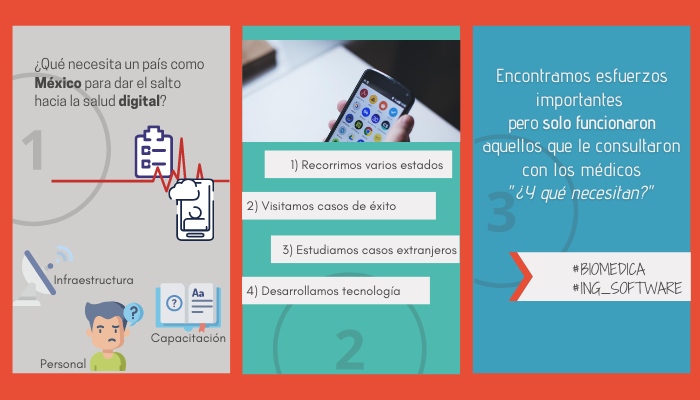 ¿Qué necesita un país como
México para dar el salto
hacia la salud digital?
1
Infraestructura
?
Personal
? Aa
Capacitación
1) Recorrimos varios estados
2) Visitamos casos de éxito
3) Estudiamos casos extranjeros
4) Desarrollamos tecnología
2
Encontramos esfuerzos
importantes
pero solo funcionaron
aquellos que le consultaron
con los médicos
"¿Y qué necesitan?"
3
#BIOMEDICA
#ING_SOFTWARE